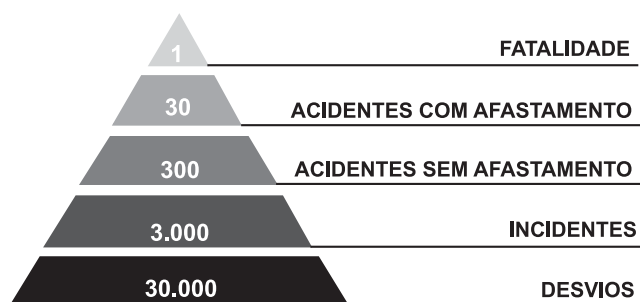 1 FATALIDADE
30 ACIDENTES COM AFASTAMENTO
300 ACIDENTES SEM AFASTAMENTO
3.000 INCIDENTES
30.000 DESVIOS